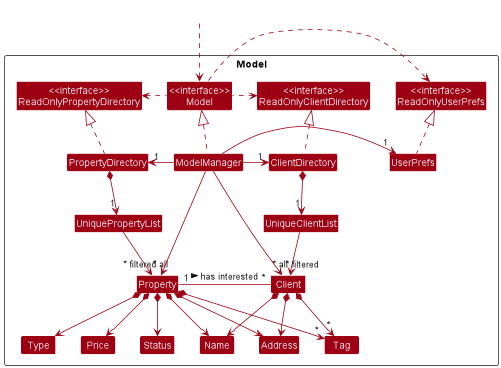 Model
<<interface>>
ReadOnlyPropertyDirectory
<<interface>>
Model
<<interface>>
ReadOnlyClientDirectory
<<interface>>
ReadOnlyUserPrefs
1
1
1
PropertyDirectory
ModelManager
ClientDirectory
UserPrefs
1
1
UniquePropertyList
UniqueClientList
* filtered
* all
* all
* filtered
Property
1
has interested
*
Client
*
*
Type
Price
Status
Name
Address
Tag